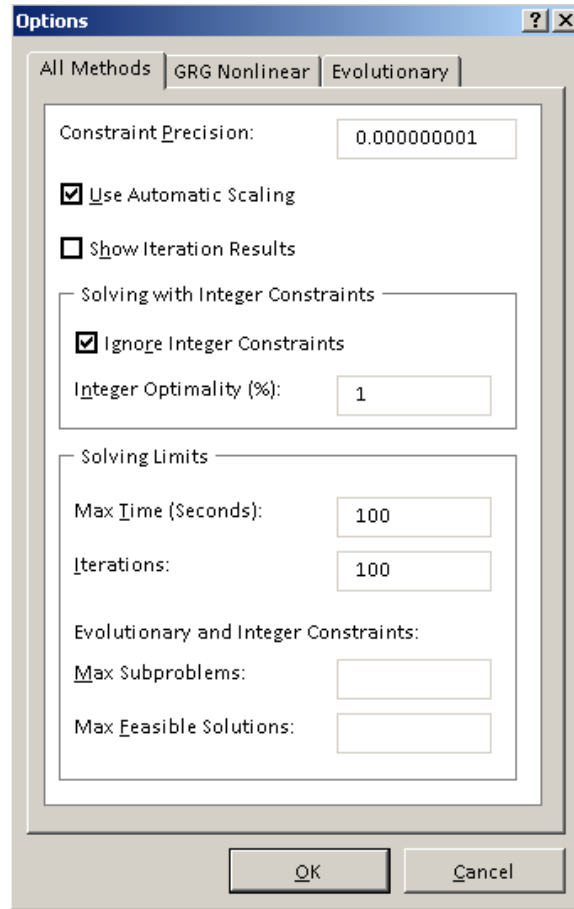 Options
All Methods GRG Nonlinear Evolutionary
Constraint Precision: 0.000000001
Use Automatic Scaling
Show Iteration Results
Solving with Integer Constraints
Ignore Integer Constraints
Integer Optimality (%): 1
Solving Limits
Max Time (Seconds): 100
Iterations: 100
Evolutionary and Integer Constraints:
Max Subproblems:
Max Feasible Solutions:
OK Cancel